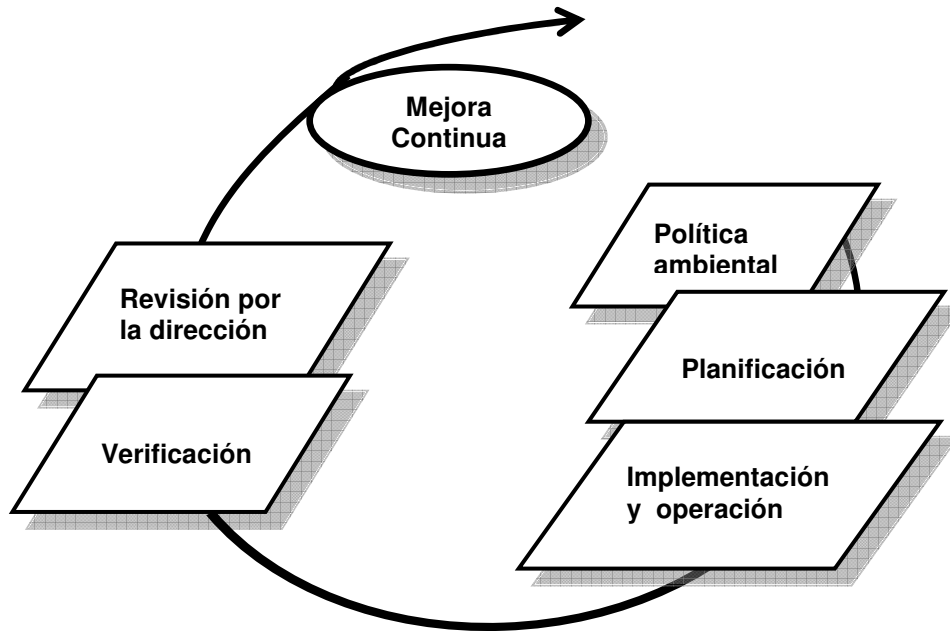 Mejora
Continua
Política
ambiental
Planificación
Implementación
y operación
Verificación
Revisión por
la dirección